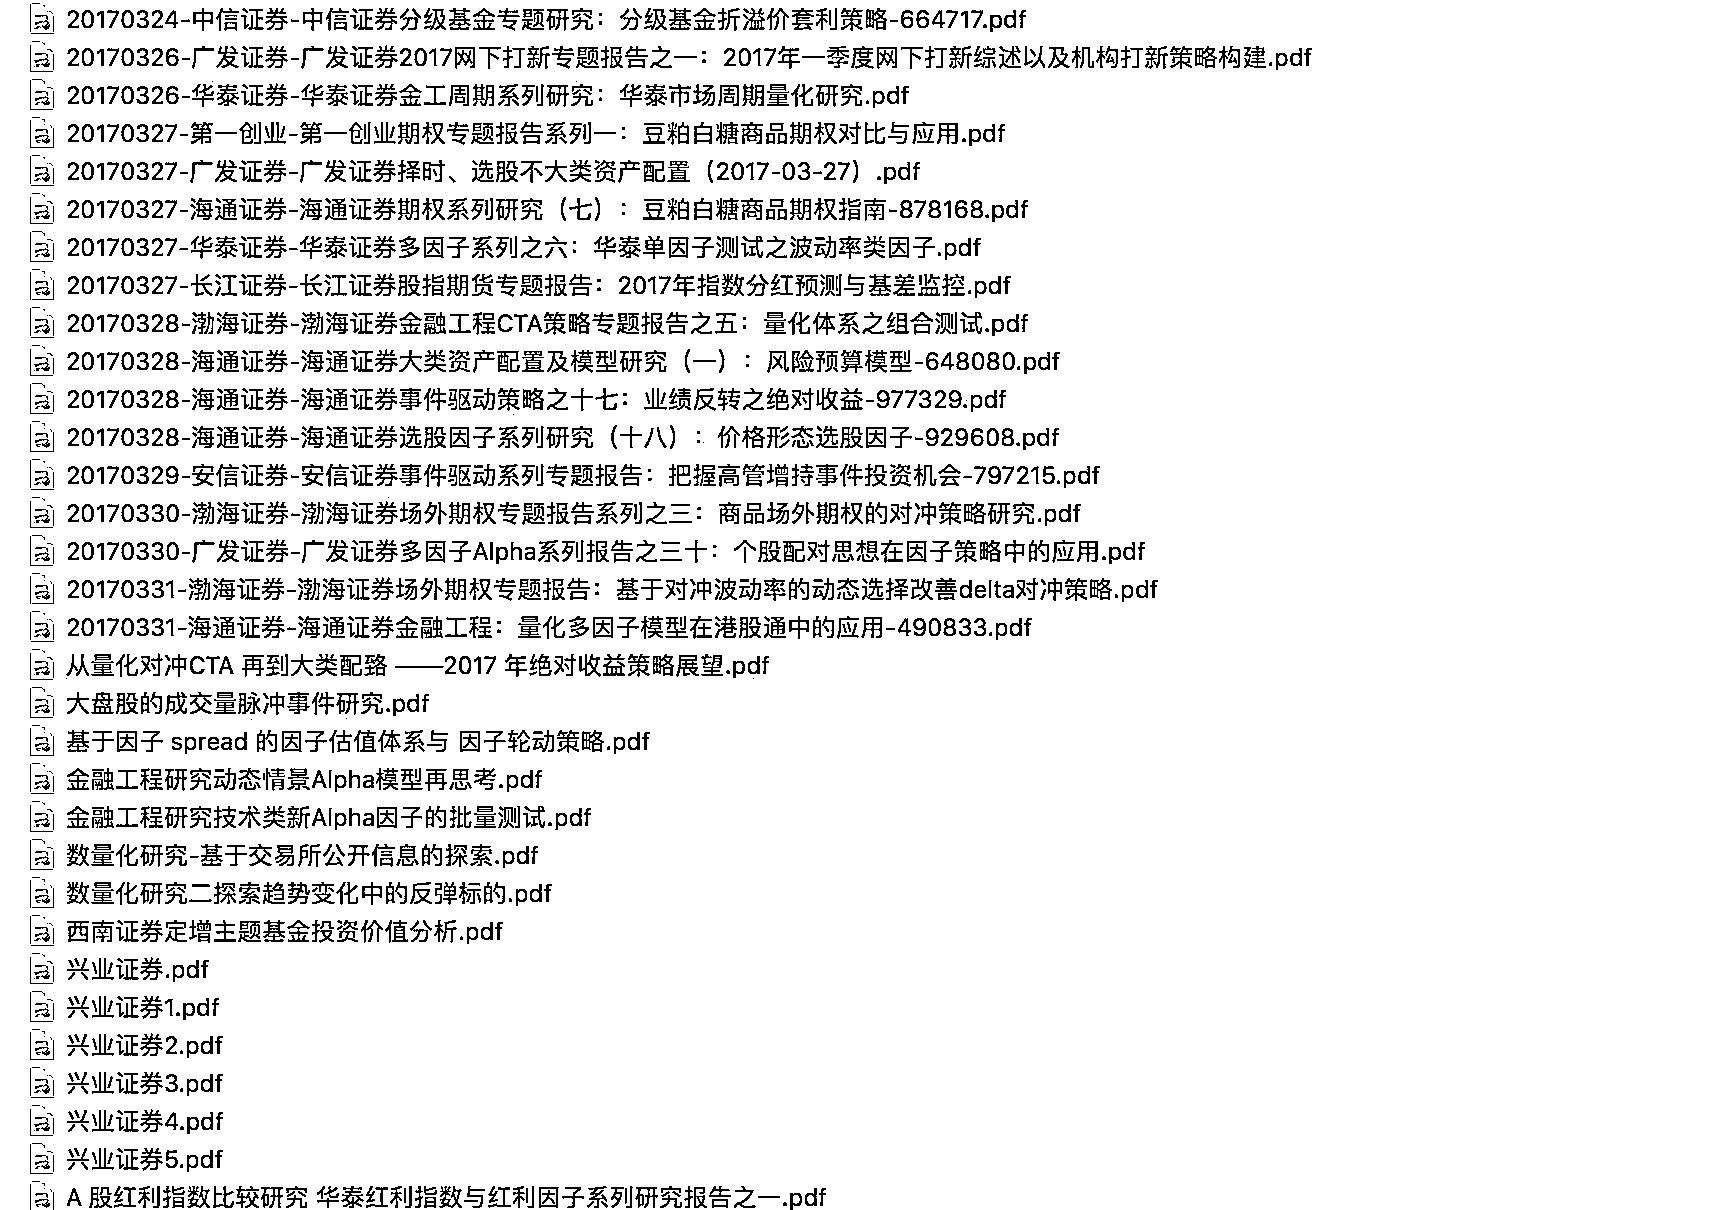 20170324-中信证券-中信证券分级基金专题研究：分级基金折溢价套利策略-664717.pdf
20170326-广发证券-广发证券2017网下打新专题报告之一：2017年一季度网下打新综述以及机构打新策略构建.pdf
20170326-华泰证券-华泰证券金工周期系列研究：华泰市场周期量化研究.pdf
20170327-第一创业-第一创业期权专题报告系列一：豆粕白糖商品期权对比与应用.pdf
20170327-广发证券-广发证券择时、选股不大类资产配置（2017-03-27）.pdf
20170327-海通证券-海通证券期权系列研究（七）：豆粕白糖商品期权指南-878168.pdf
20170327-华泰证券-华泰证券多因子系列之六：华泰单因子测试之波动率类因子.pdf
20170327-长江证券-长江证券股指期货专题报告：2017年指数分红预测与基差监控.pdf
20170328-渤海证券-渤海证券金融工程CTA策略专题报告之五：量化体系之组合测试.pdf
20170328-海通证券-海通证券大类资产配置及模型研究（一）：风险预算模型-648080.pdf
20170328-海通证券-海通证券事件驱动策略之十七：业绩反转之绝对收益-977329.pdf
20170328-海通证券-海通证券选股因子系列研究（十八）：价格形态选股因子-929608.pdf
20170329-安信证券-安信证券事件驱动系列专题报告：把握高管增持事件投资机会-797215.pdf
20170330-渤海证券-渤海证券场外期权专题报告系列之三：商品场外期权的对冲策略研究.pdf
20170330-广发证券-广发证券多因子Alpha系列报告之三十：个股配对思想在因子策略中的应用.pdf
20170331-渤海证券-渤海证券场外期权专题报告：基于对冲波动率的动态选择改善delta对冲策略.pdf
20170331-海通证券-海通证券金融工程：量化多因子模型在港股通中的应用-490833.pdf
从量化对冲CTA 再到大类配臵 ——2017 年绝对收益策略展望.pdf
大盘股的成交量脉冲事件研究.pdf
基于因子 spread 的因子估值体系与 因子轮动策略.pdf
金融工程研究动态情景Alpha模型再思考.pdf
金融工程研究技术类新Alpha因子的批量测试.pdf
数量化研究-基于交易所公开信息的探索.pdf
数量化研究二探索趋势变化中的反弹标的.pdf
西南证券定增主题基金投资价值分析.pdf
兴业证券.pdf
兴业证券1.pdf
兴业证券2.pdf
兴业证券3.pdf
兴业证券4.pdf
兴业证券5.pdf
A 股红利指数比较研究 华泰红利指数与红利因子系列研究报告之一.pdf